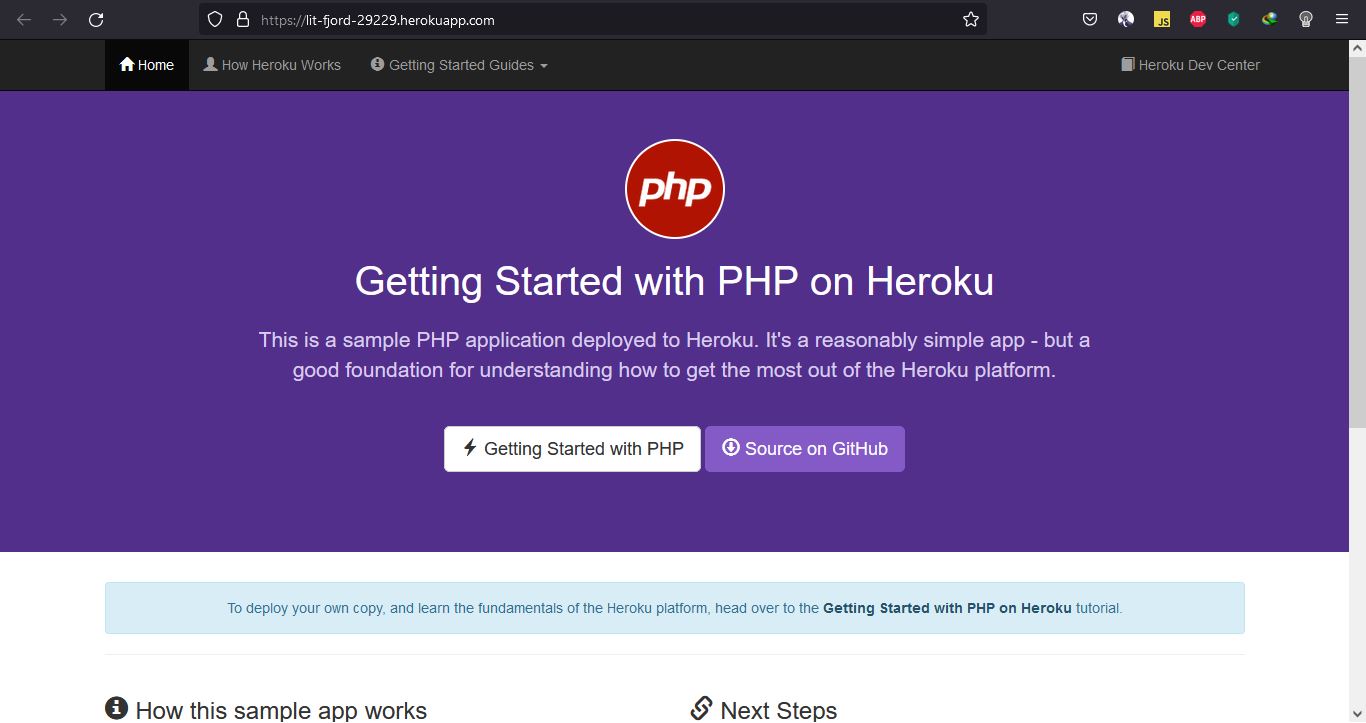 https://lit-fjord-29229.herokuapp.com
JS
ABP
Home How Heroku Works Getting Started Guides Heroku Dev Center
php
Getting Started with PHP on Heroku
This is a sample PHP application deployed to Heroku. It's a reasonably simple app - but a
good foundation for understanding how to get the most out of the Heroku platform.
Getting Started with PHP Source on GitHub
To deploy your own copy, and learn the fundamentals of the Heroku platform, head over to the Getting Started with PHP on Heroku tutorial.
How this sample app works
Next Steps